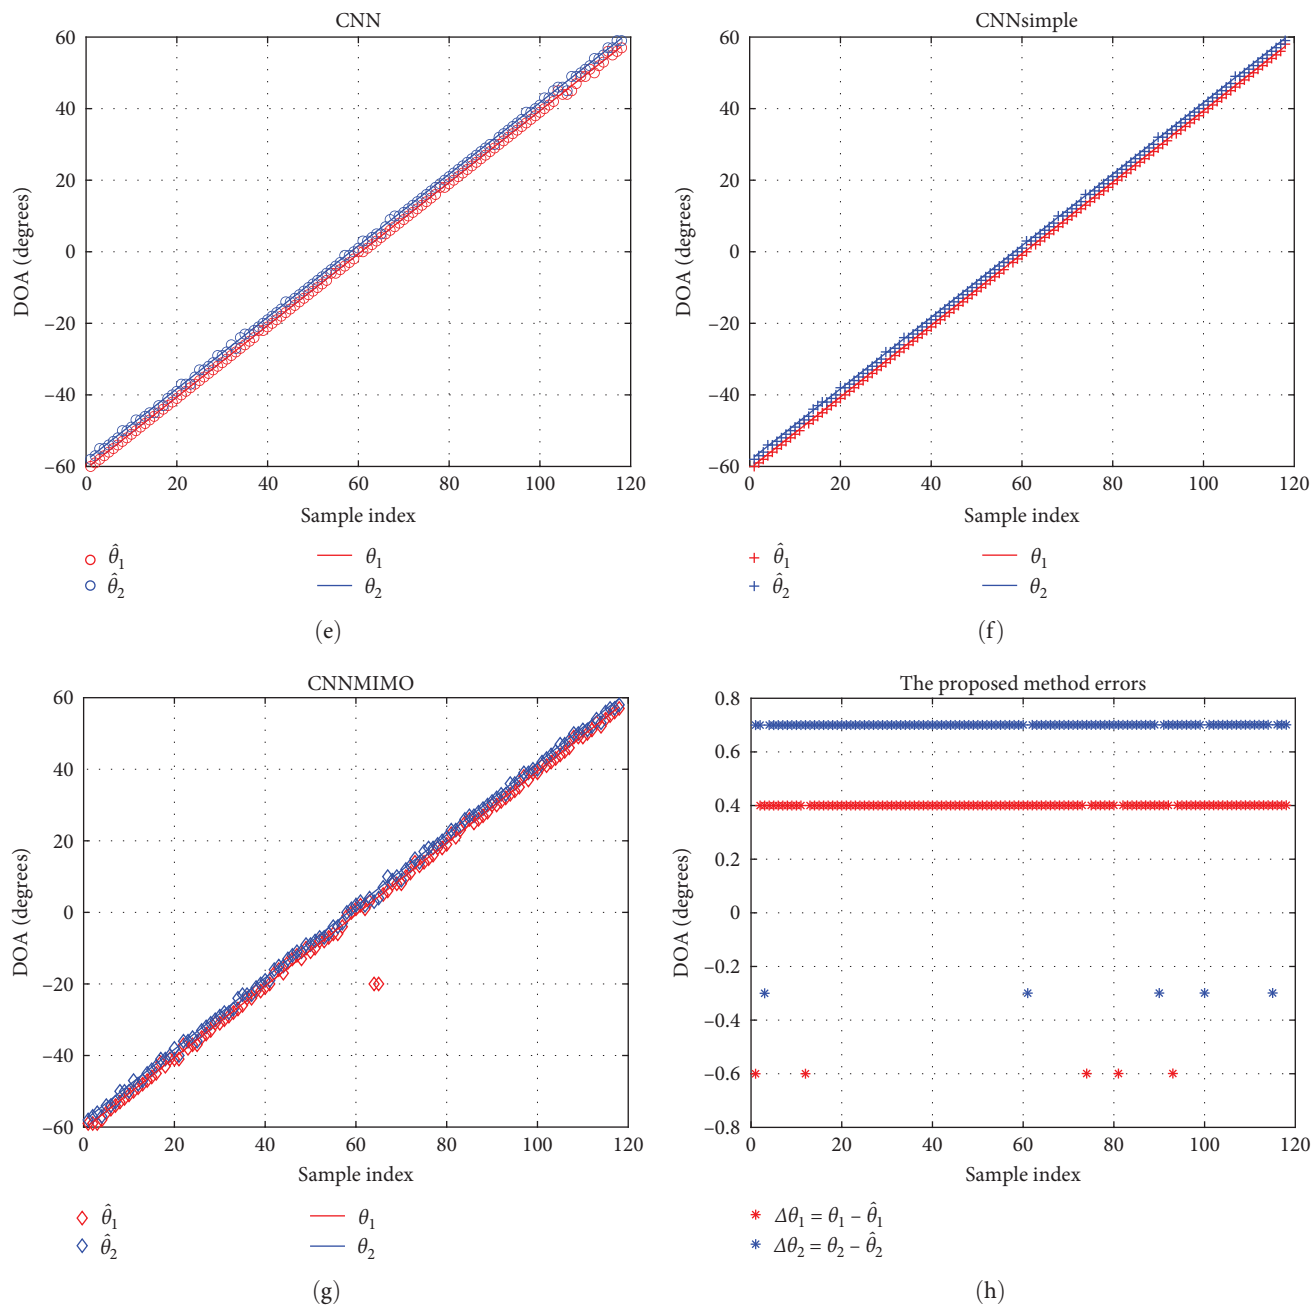 CNN
60
40
20
0
−20
−40
−60
0 20 40 60 80 100 120
DOA (degrees)
Sample index
θ̂1 θ1
θ̂2 θ2
(e)
CNNsimple
60
40
20
0
−20
−40
−60
0 20 40 60 80 100 120
DOA (degrees)
Sample index
θ̂1 θ1
θ̂2 θ2
(f)
CNNMIMO
60
40
20
0
−20
−40
−60
0 20 40 60 80 100 120
DOA (degrees)
Sample index
θ̂1 θ1
θ̂2 θ2
(g)
The proposed method errors
0.8
0.6
0.4
0.2
0
−0.2
−0.4
−0.6
−0.8
0 20 40 60 80 100 120
DOA (degrees)
Sample index
Δθ1 = θ1 – θ̂1
Δθ2 = θ2 – θ̂2
(h)